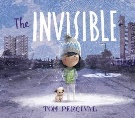 The INVISIBLE
TOM PERCIVAL